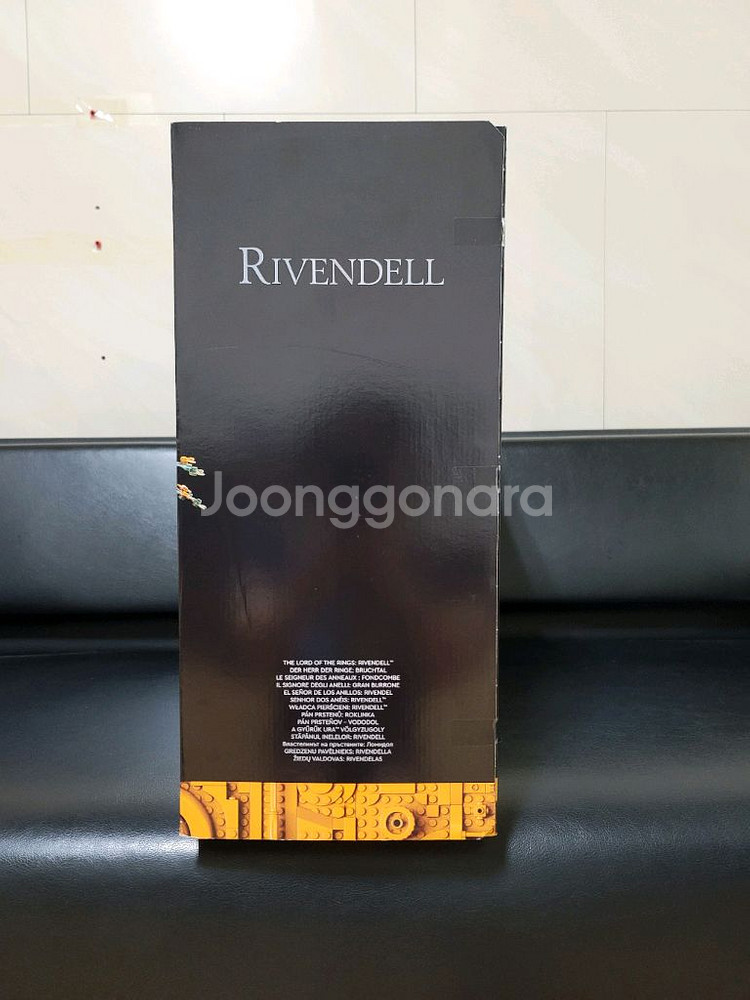 RIVENDELL
Joonggonara
THE LORD OF THE RINGS: RIVENDELL™
DER HERR DER RINGE: BRUCHTAL
LE SEIGNEUR DES ANNEAUX : FONDCOMBE
IL SIGNORE DEGLI ANELLI: GRAN BURRONE
EL SEÑOR DE LOS ANILLOS: RIVENDEL
SENHOR DOS ANÉIS: RIVENDELL™
WŁADCA PIERŚCIENI: RIVENDELL™
PÁN PRSTENŮ: ROKLINKA
PÁN PRSTEŇOV - VODODOL
A GYŰRŰK URA™ VÖLGYZUGOLY
STĂPÂNUL INELELOR: RIVENDELL
Властелинът на пръстените: Ломидол
GREDZENU PAVĒLNIEKS: RIVENDELLA
ŽIEDŲ VALDOVAS: RIVENDELAS